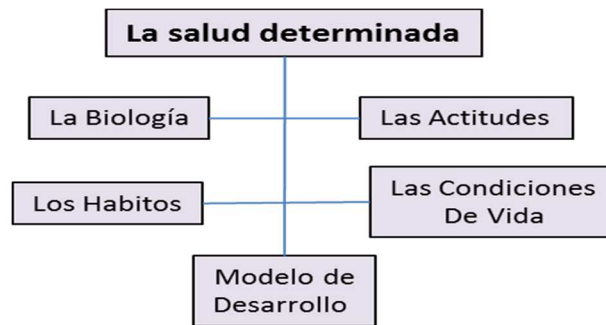 La salud determinada
La Biología
Las Actitudes
Los Habitos
Las Condiciones
De Vida
Modelo de
Desarrollo